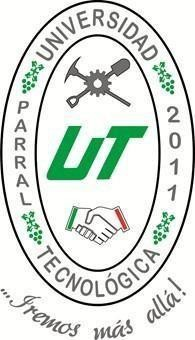 UNIVERSIDAD
PARRAL
2011
UT
TECNOLÓGICA
...Iremos más allá!